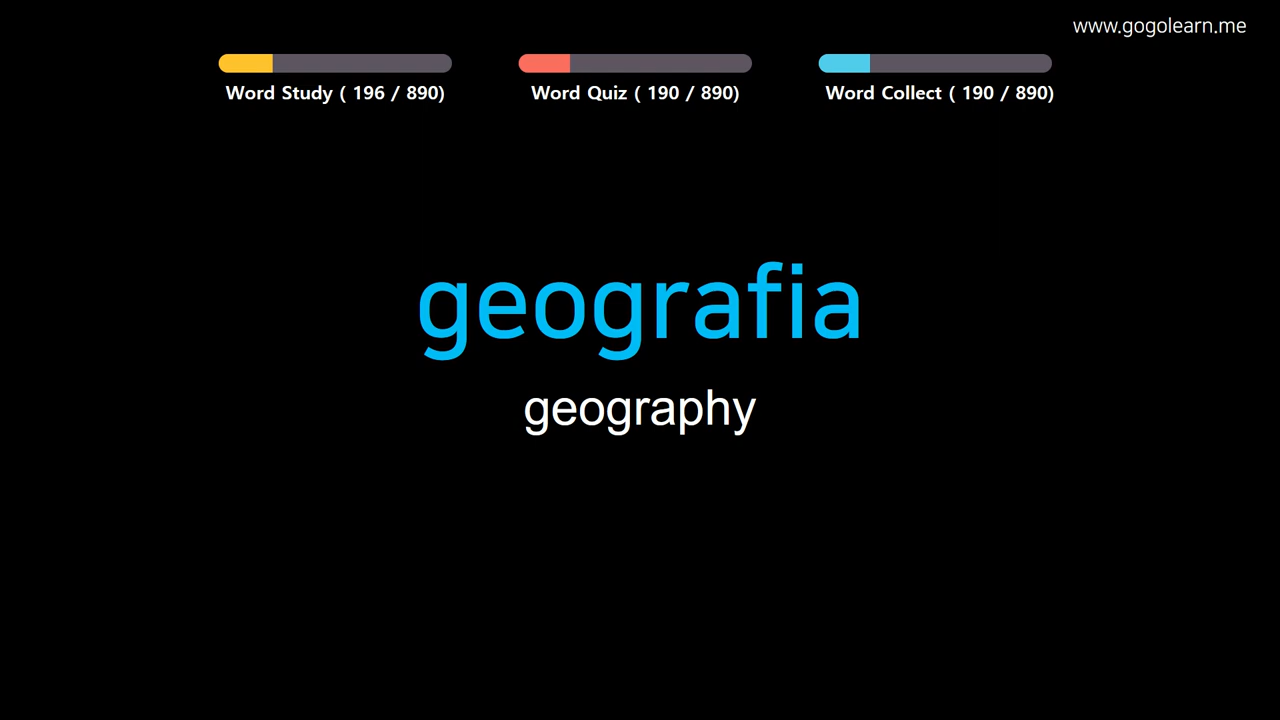 www.gogolearn.me
Word Study ( 196 / 890)
Word Quiz ( 190 / 890)
Word Collect ( 190 / 890)
geografia
geography